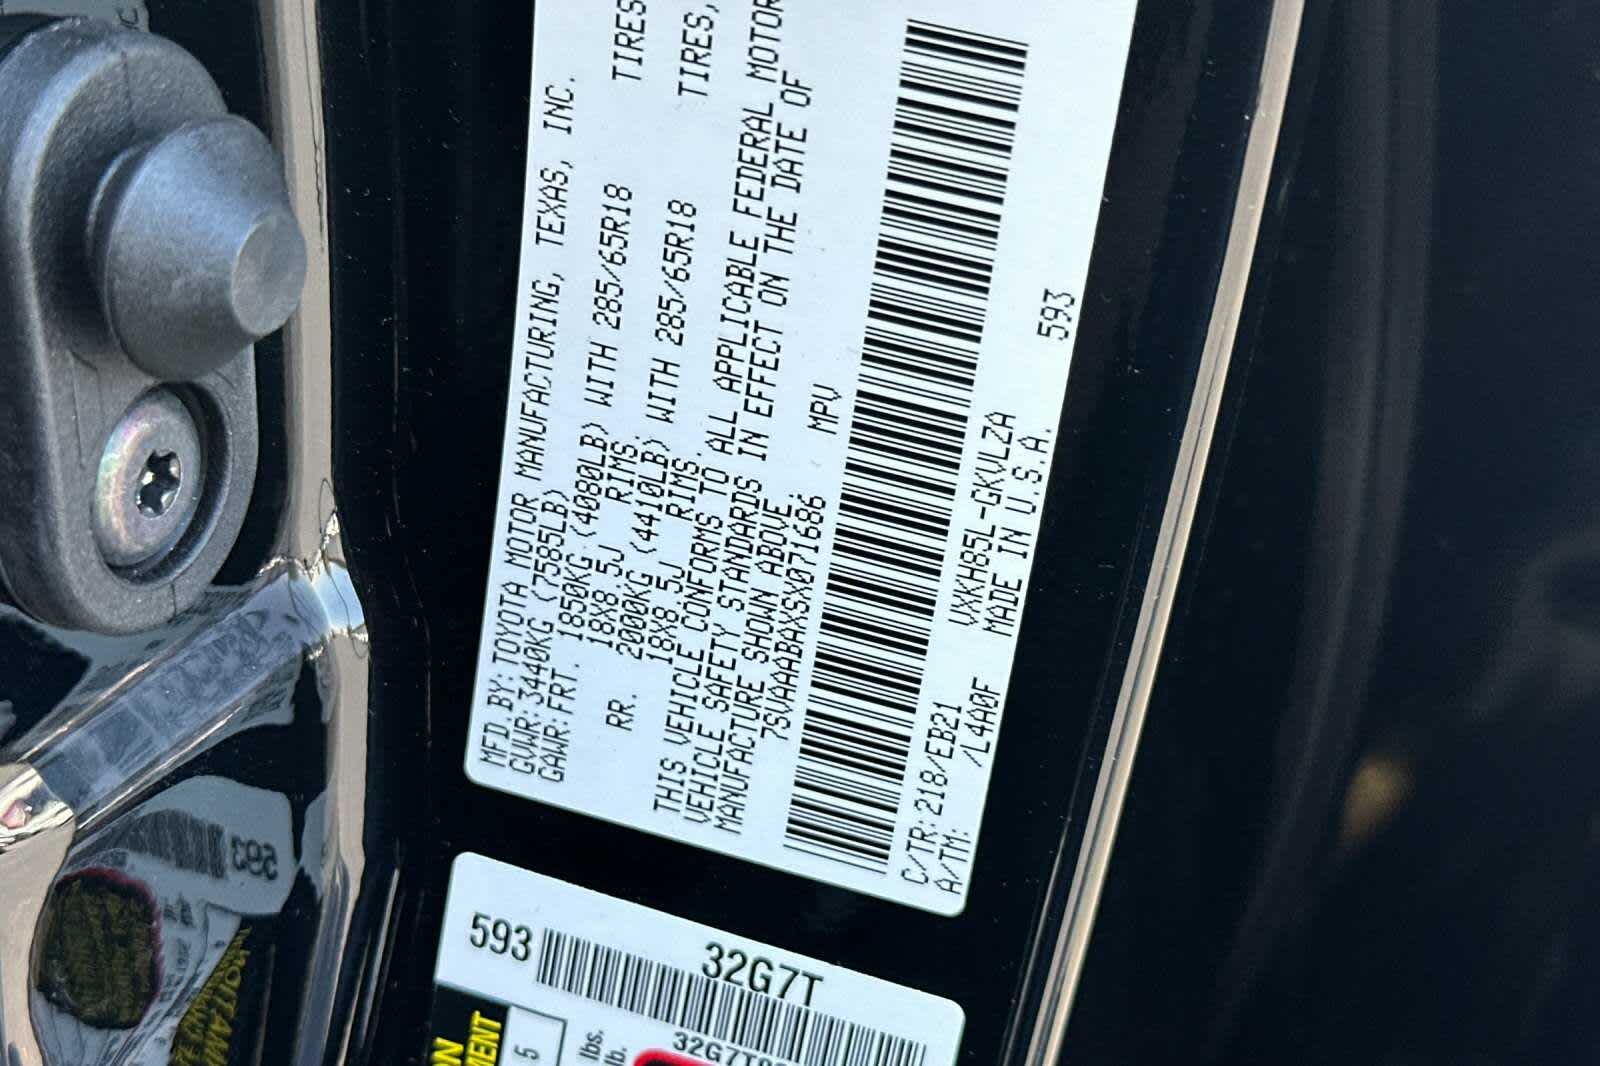 MFD.BY:TOYOTA MOTOR MANUFACTURING, TEXAS, INC.
GVWR:3440KG (7585LB)
GAWR:FRT. 1850KG (4080LB) WITH 285/65R18 TIRES
18X8.5J RIMS,
RR. 2000KG (4410LB) WITH 285/65R18 TIRES,
18X8.5J RIMS.
THIS VEHICLE CONFORMS TO ALL APPLICABLE FEDERAL MOTOR
VEHICLE SAFETY STANDARDS IN EFFECT ON THE DATE OF
MANUFACTURE SHOWN ABOVE.
7SVAAABAXSX071686 MPV
C/TR:218/EB21 VXKH85L-GKVLZA 593
A/TM: /L4A0F MADE IN U.S.A.
593 32G7T
lbs.
lb.
5